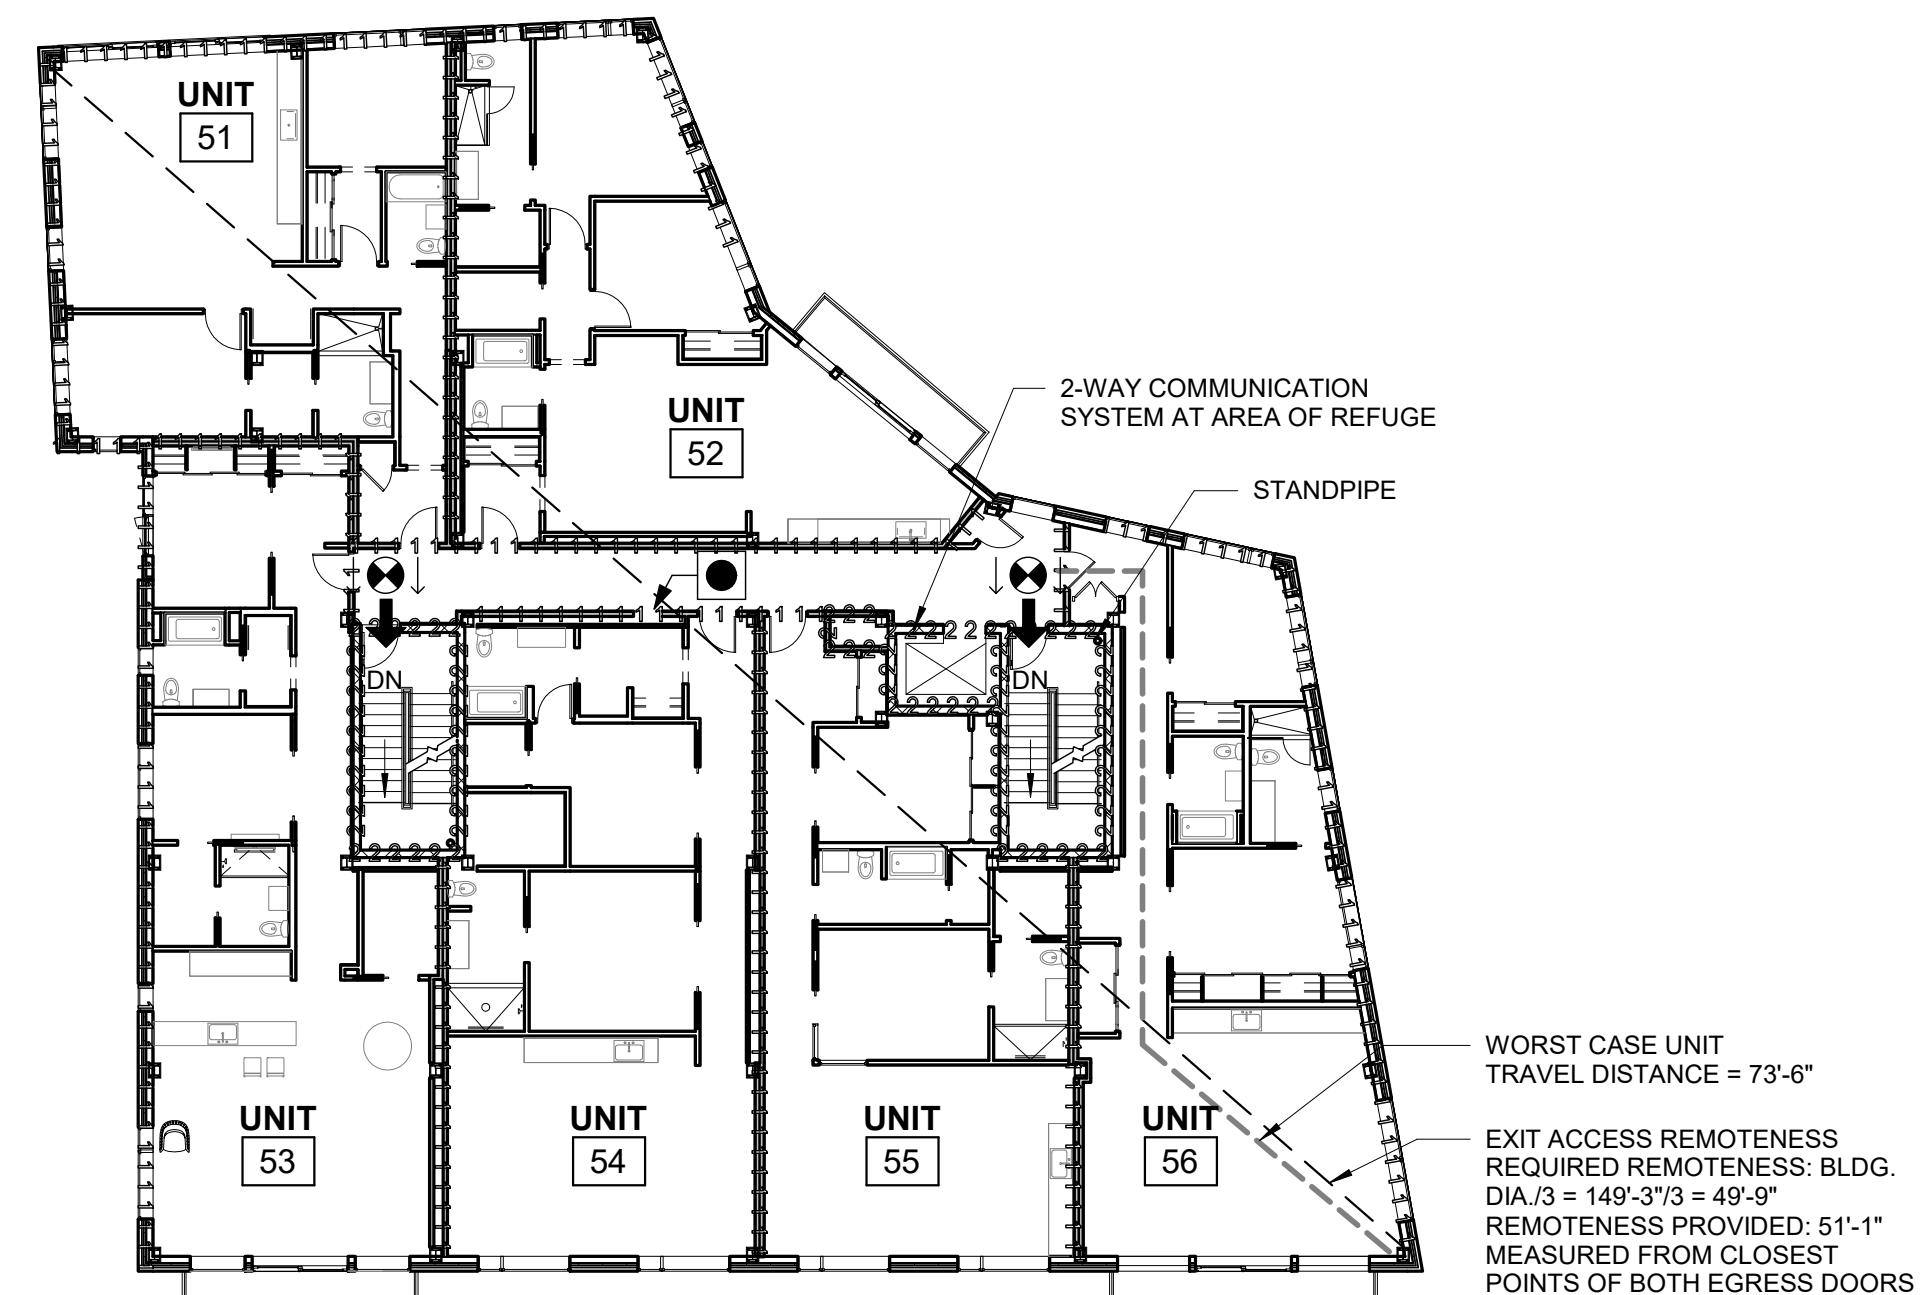 UNIT
51
UNIT
52
2-WAY COMMUNICATION
SYSTEM AT AREA OF REFUGE
STANDPIPE
DN
DN
UNIT
53
UNIT
54
UNIT
55
UNIT
56
WORST CASE UNIT
TRAVEL DISTANCE = 73'-6"
EXIT ACCESS REMOTENESS
REQUIRED REMOTENESS: BLDG.
DIA./3 = 149'-3"/3 = 49'-9"
REMOTENESS PROVIDED: 51'-1"
MEASURED FROM CLOSEST
POINTS OF BOTH EGRESS DOORS